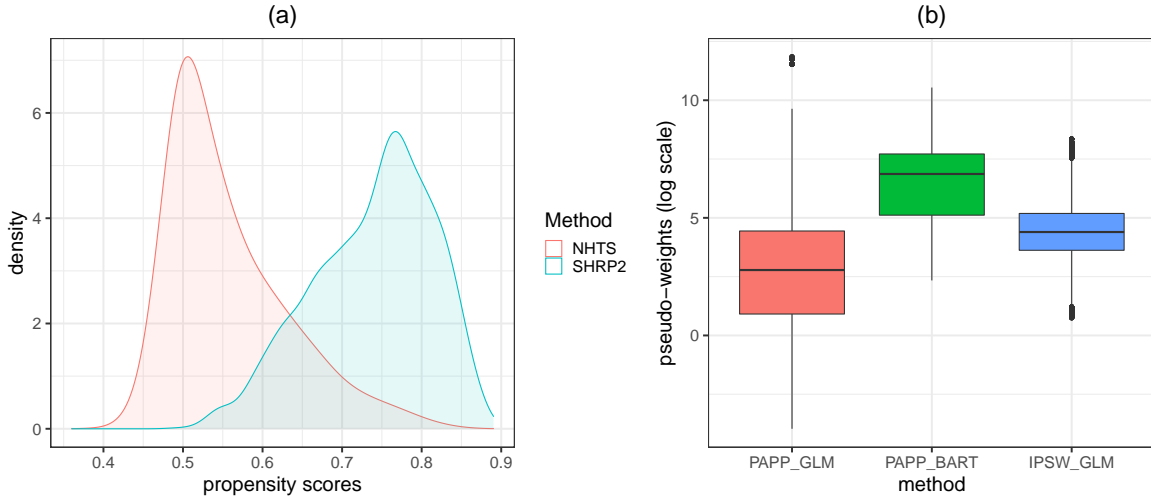 (a)
density
6
4
2
0
0.4 0.5 0.6 0.7 0.8 0.9
propensity scores
Method
NHTS
SHRP2
(b)
pseudo−weights (log scale)
10
5
0
PAPP_GLM PAPP_BART IPSW_GLM
method